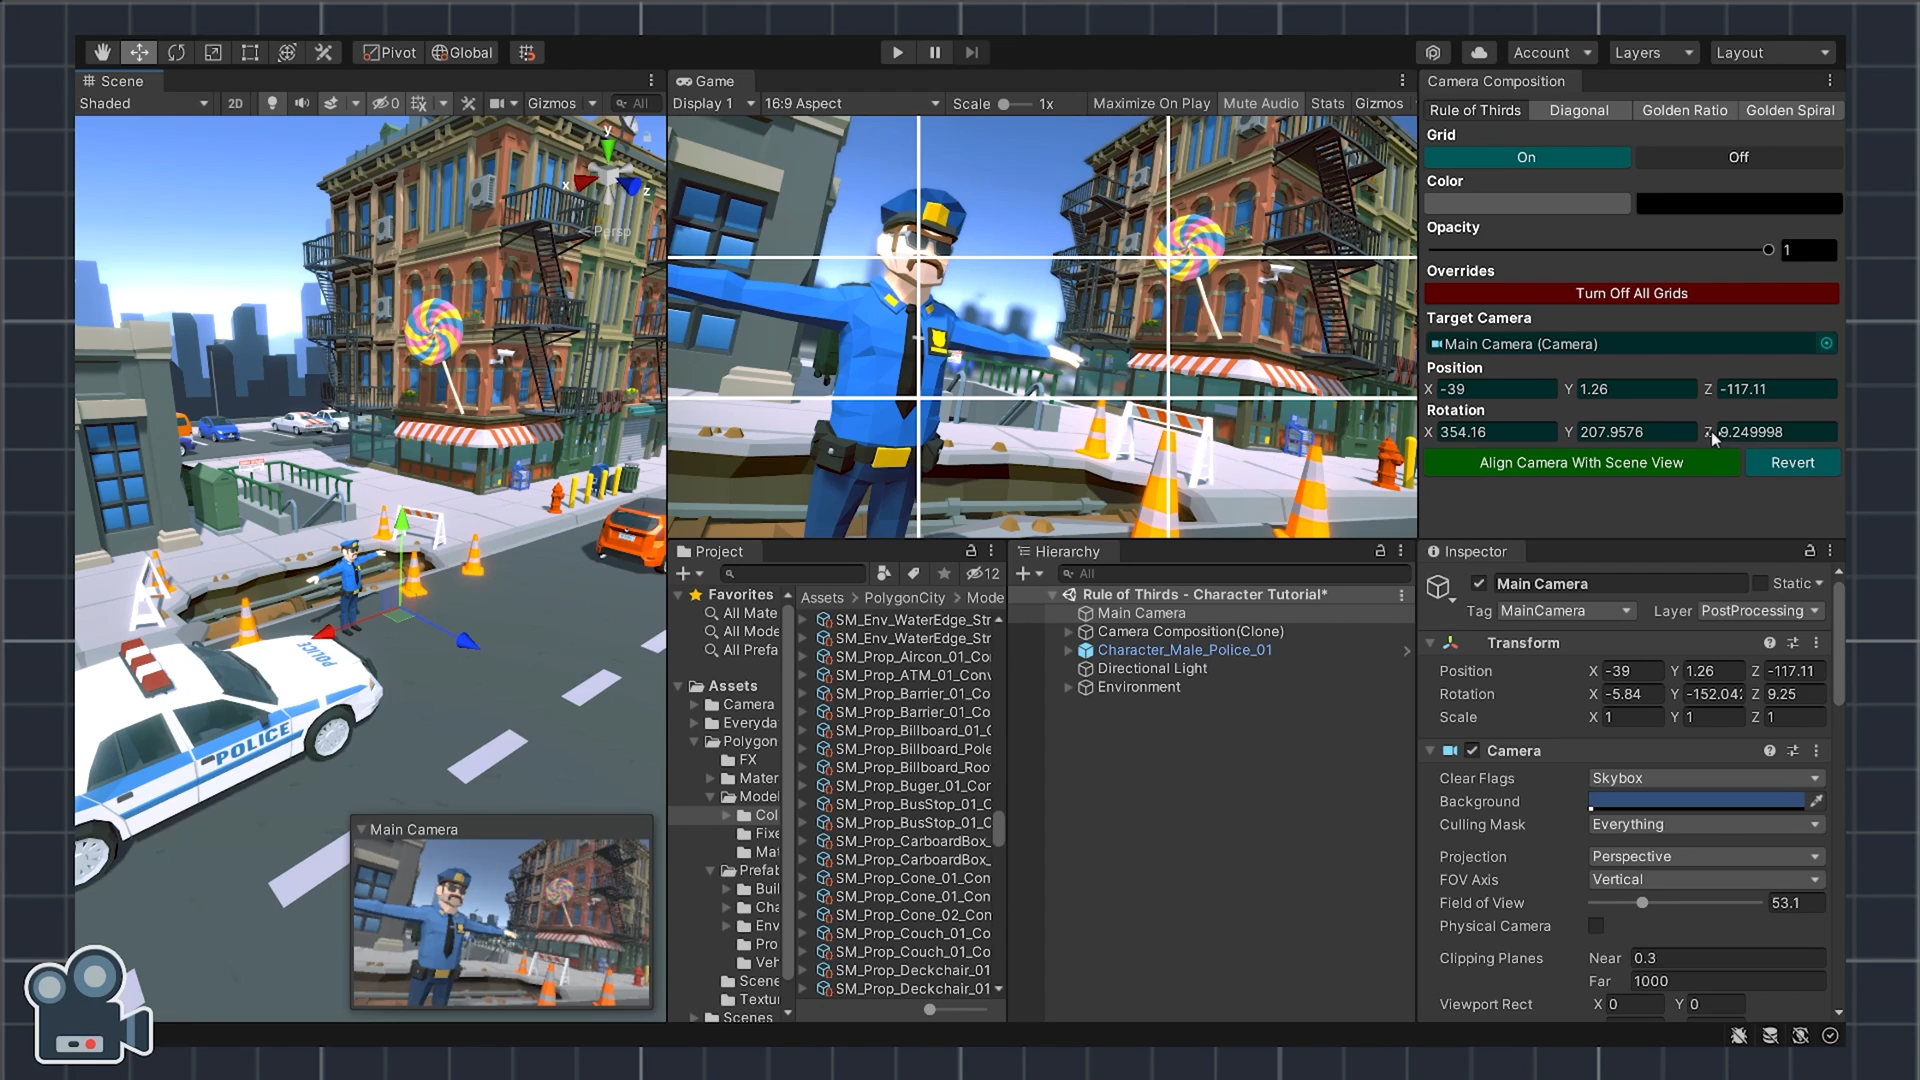 Pivot Global Account Layers Layout
Scene
Shaded 2D 0 Gizmos All
y
x
z
Persp
POLICE
POLICE
Main Camera
Game
Display 1 16:9 Aspect Scale 1x Maximize On Play Mute Audio Stats Gizmos
Camera Composition
Rule of Thirds Diagonal Golden Ratio Golden Spiral
Grid
On Off
Color
Opacity
1
Overrides
Turn Off All Grids
Target Camera
Main Camera (Camera)
Position
X -39 Y 1.26 Z -117.11
Rotation
X 354.16 Y 207.9576 Z 9.249998
Align Camera With Scene View Revert
Project
12
Favorites
All Mate
All Mode
All Prefa
Assets
Camera
Everyda
Polygon
FX
Mater
Model
Col
Fixe
Mat
Prefab
Buil
Cha
Env
Pro
Veh
Scene
Textu
Scenes
Assets > PolygonCity > Mode
SM_Env_WaterEdge_Str
SM_Env_WaterEdge_Str
SM_Prop_Aircon_01_Co
SM_Prop_ATM_01_Conv
SM_Prop_Barrier_01_Co
SM_Prop_Barrier_01_Co
SM_Prop_Billboard_01_C
SM_Prop_Billboard_Pole
SM_Prop_Billboard_Roo
SM_Prop_Buger_01_Con
SM_Prop_BusStop_01_C
SM_Prop_BusStop_01_C
SM_Prop_CarboardBox_
SM_Prop_CarboardBox_
SM_Prop_Cone_01_Con
SM_Prop_Cone_01_Con
SM_Prop_Cone_02_Con
SM_Prop_Couch_01_Co
SM_Prop_Couch_01_Co
SM_Prop_Deckchair_01
SM_Prop_Deckchair_01
Hierarchy
All
Rule of Thirds - Character Tutorial*
Main Camera
Camera Composition(Clone)
Character_Male_Police_01
Directional Light
Environment
Inspector
Main Camera Static
Tag MainCamera Layer PostProcessing
Transform
Position X -39 Y 1.26 Z -117.11
Rotation X -5.84 Y -152.042 Z 9.25
Scale X 1 Y 1 Z 1
Camera
Clear Flags Skybox
Background
Culling Mask Everything
Projection Perspective
FOV Axis Vertical
Field of View 53.1
Physical Camera
Clipping Planes Near 0.3
Far 1000
Viewport Rect X 0 Y 0